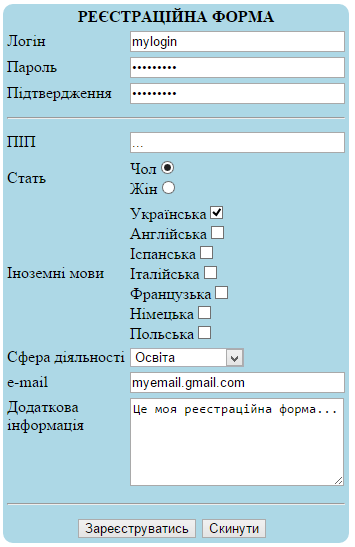 РЕЄСТРАЦІЙНА ФОРМА
Логін mylogin
Пароль •••••••••
Підтвердження •••••••••
ПІП ...
Стать
Чол
Жін
Іноземні мови
Українська
Англійська
Іспанська
Італійська
Французька
Німецька
Польська
Сфера діяльності Освіта
e-mail myemail.gmail.com
Додаткова інформація
Це моя реєстраційна форма...
Зареєструватись Скинути